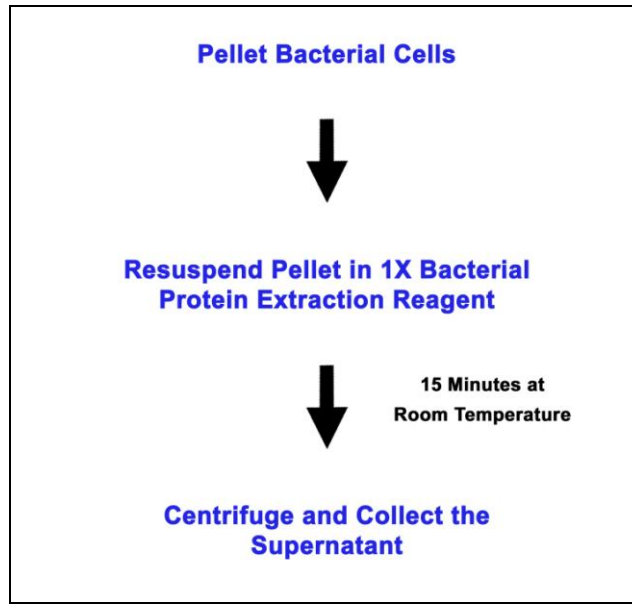 Pellet Bacterial Cells
Resuspend Pellet in 1X Bacterial
Protein Extraction Reagent
15 Minutes at
Room Temperature
Centrifuge and Collect the
Supernatant